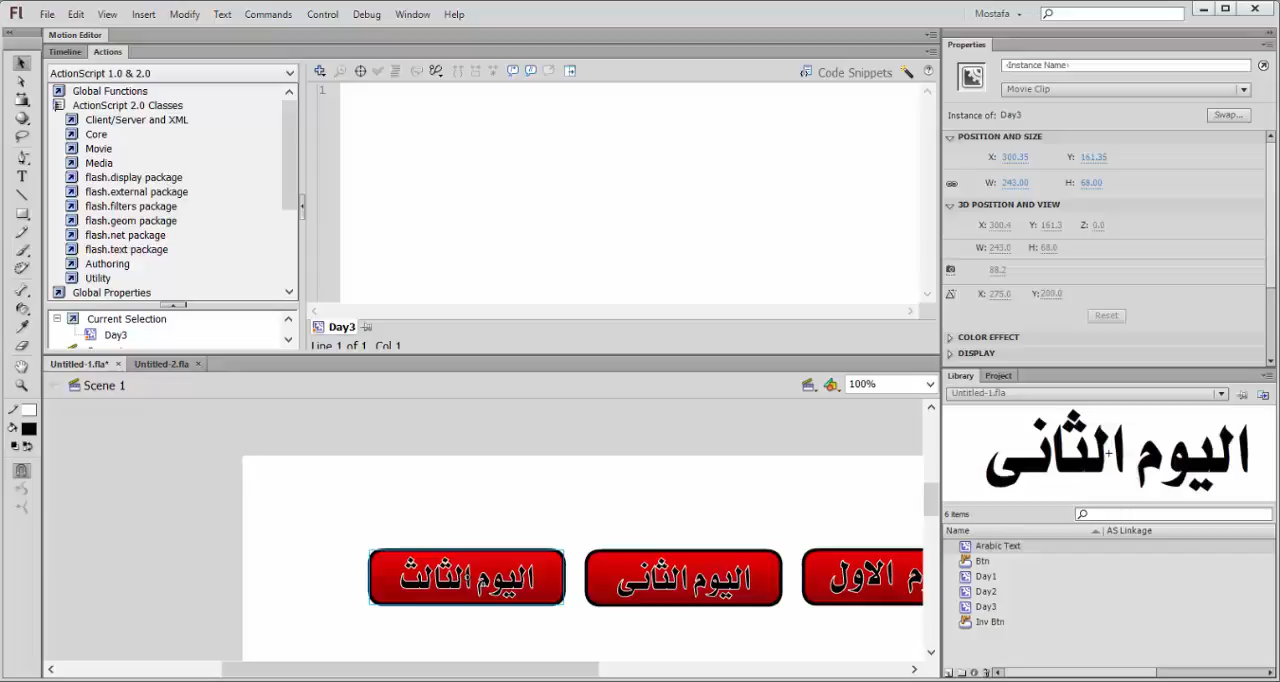 Fl File Edit View Insert Modify Text Commands Control Debug Window Help Mostafa
Motion Editor
Timeline Actions
ActionScript 1.0 & 2.0
Global Functions
ActionScript 2.0 Classes
Client/Server and XML
Core
Movie
Media
flash.display package
flash.external package
flash.filters package
flash.geom package
flash.net package
flash.text package
Authoring
Utility
Global Properties
Current Selection
Day3
Code Snippets
1
Day3
Line 1 of 1, Col 1
Untitled-1.fla* × Untitled-2.fla ×
Scene 1
100%
اليوم الثالث
اليوم الثانى
م الاول
Properties
<Instance Name>
Movie Clip
Instance of: Day3 Swap...
POSITION AND SIZE
X: 300.35 Y: 161.35
W: 243.00 H: 68.00
3D POSITION AND VIEW
X: 300.4 Y: 161.3 Z: 0.0
W: 243.0 H: 68.0
88.2
X: 275.0 Y: 200.0
Reset
COLOR EFFECT
DISPLAY
Library Project
Untitled-1.fla
اليوم الثانى
6 items
Name AS Linkage
Arabic Text
Btn
Day1
Day2
Day3
Inv Btn